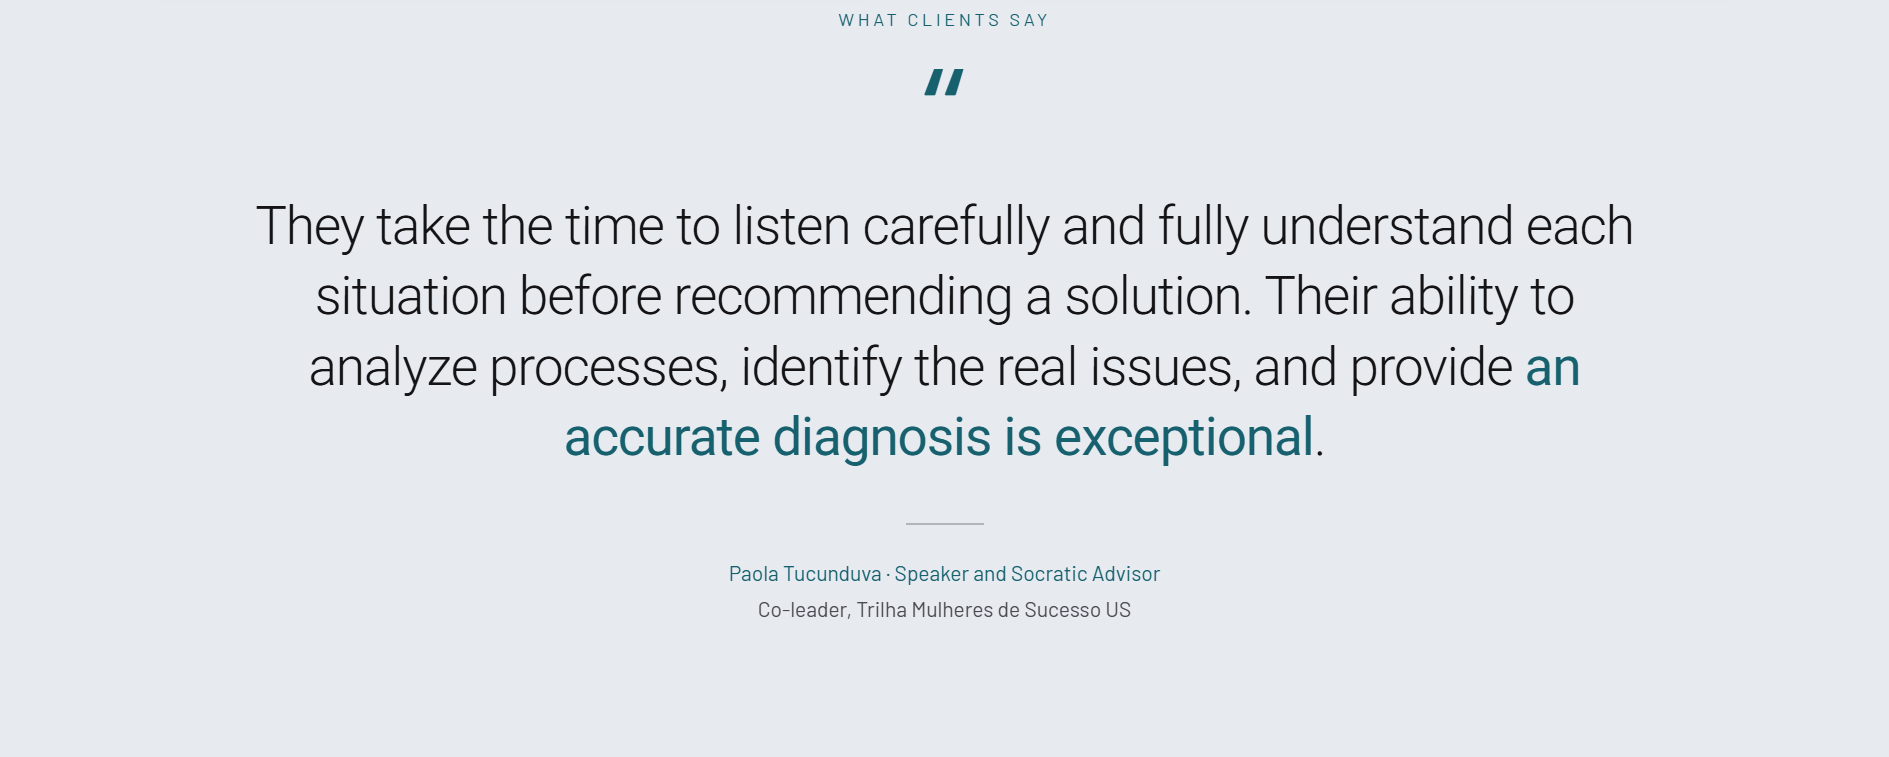 WHAT CLIENTS SAY
“
They take the time to listen carefully and fully understand each
situation before recommending a solution. Their ability to
analyze processes, identify the real issues, and provide an
accurate diagnosis is exceptional.
Paola Tucunduva · Speaker and Socratic Advisor
Co-leader, Trilha Mulheres de Sucesso US